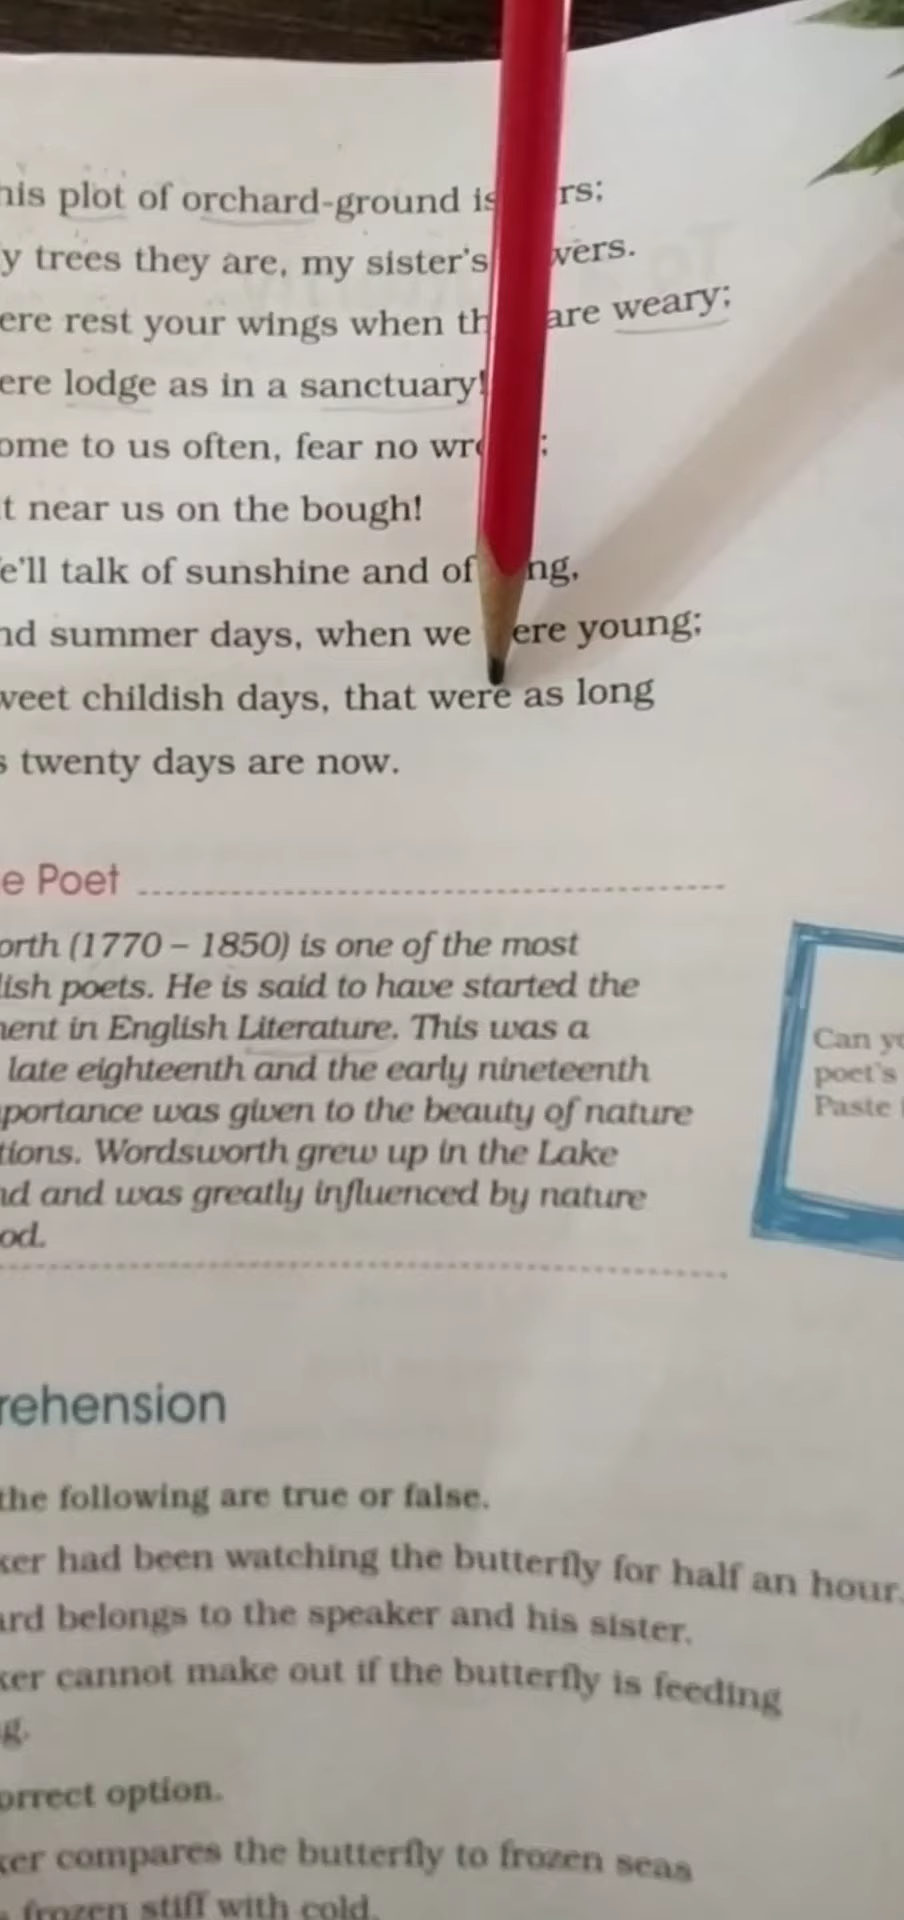 his plot of orchard-ground is rs;
y trees they are, my sister's wers.
ere rest your wings when th are weary;
ere lodge as in a sanctuary!
ome to us often, fear no wr ;
t near us on the bough!
e'll talk of sunshine and of ng,
nd summer days, when we ere young;
weet childish days, that were as long
s twenty days are now.
e Poet
orth (1770 – 1850) is one of the most
lish poets. He is said to have started the
ment in English Literature. This was a
late eighteenth and the early nineteenth
portance was given to the beauty of nature
tions. Wordsworth grew up in the Lake
nd and was greatly influenced by nature
od.
Can yo
poet's
Paste
rehension
the following are true or false.
ker had been watching the butterfly for half an hour.
ard belongs to the speaker and his sister.
ker cannot make out if the butterfly is feeding
g.
orrect option.
ker compares the butterfly to frozen seas
frozen stiff with cold.